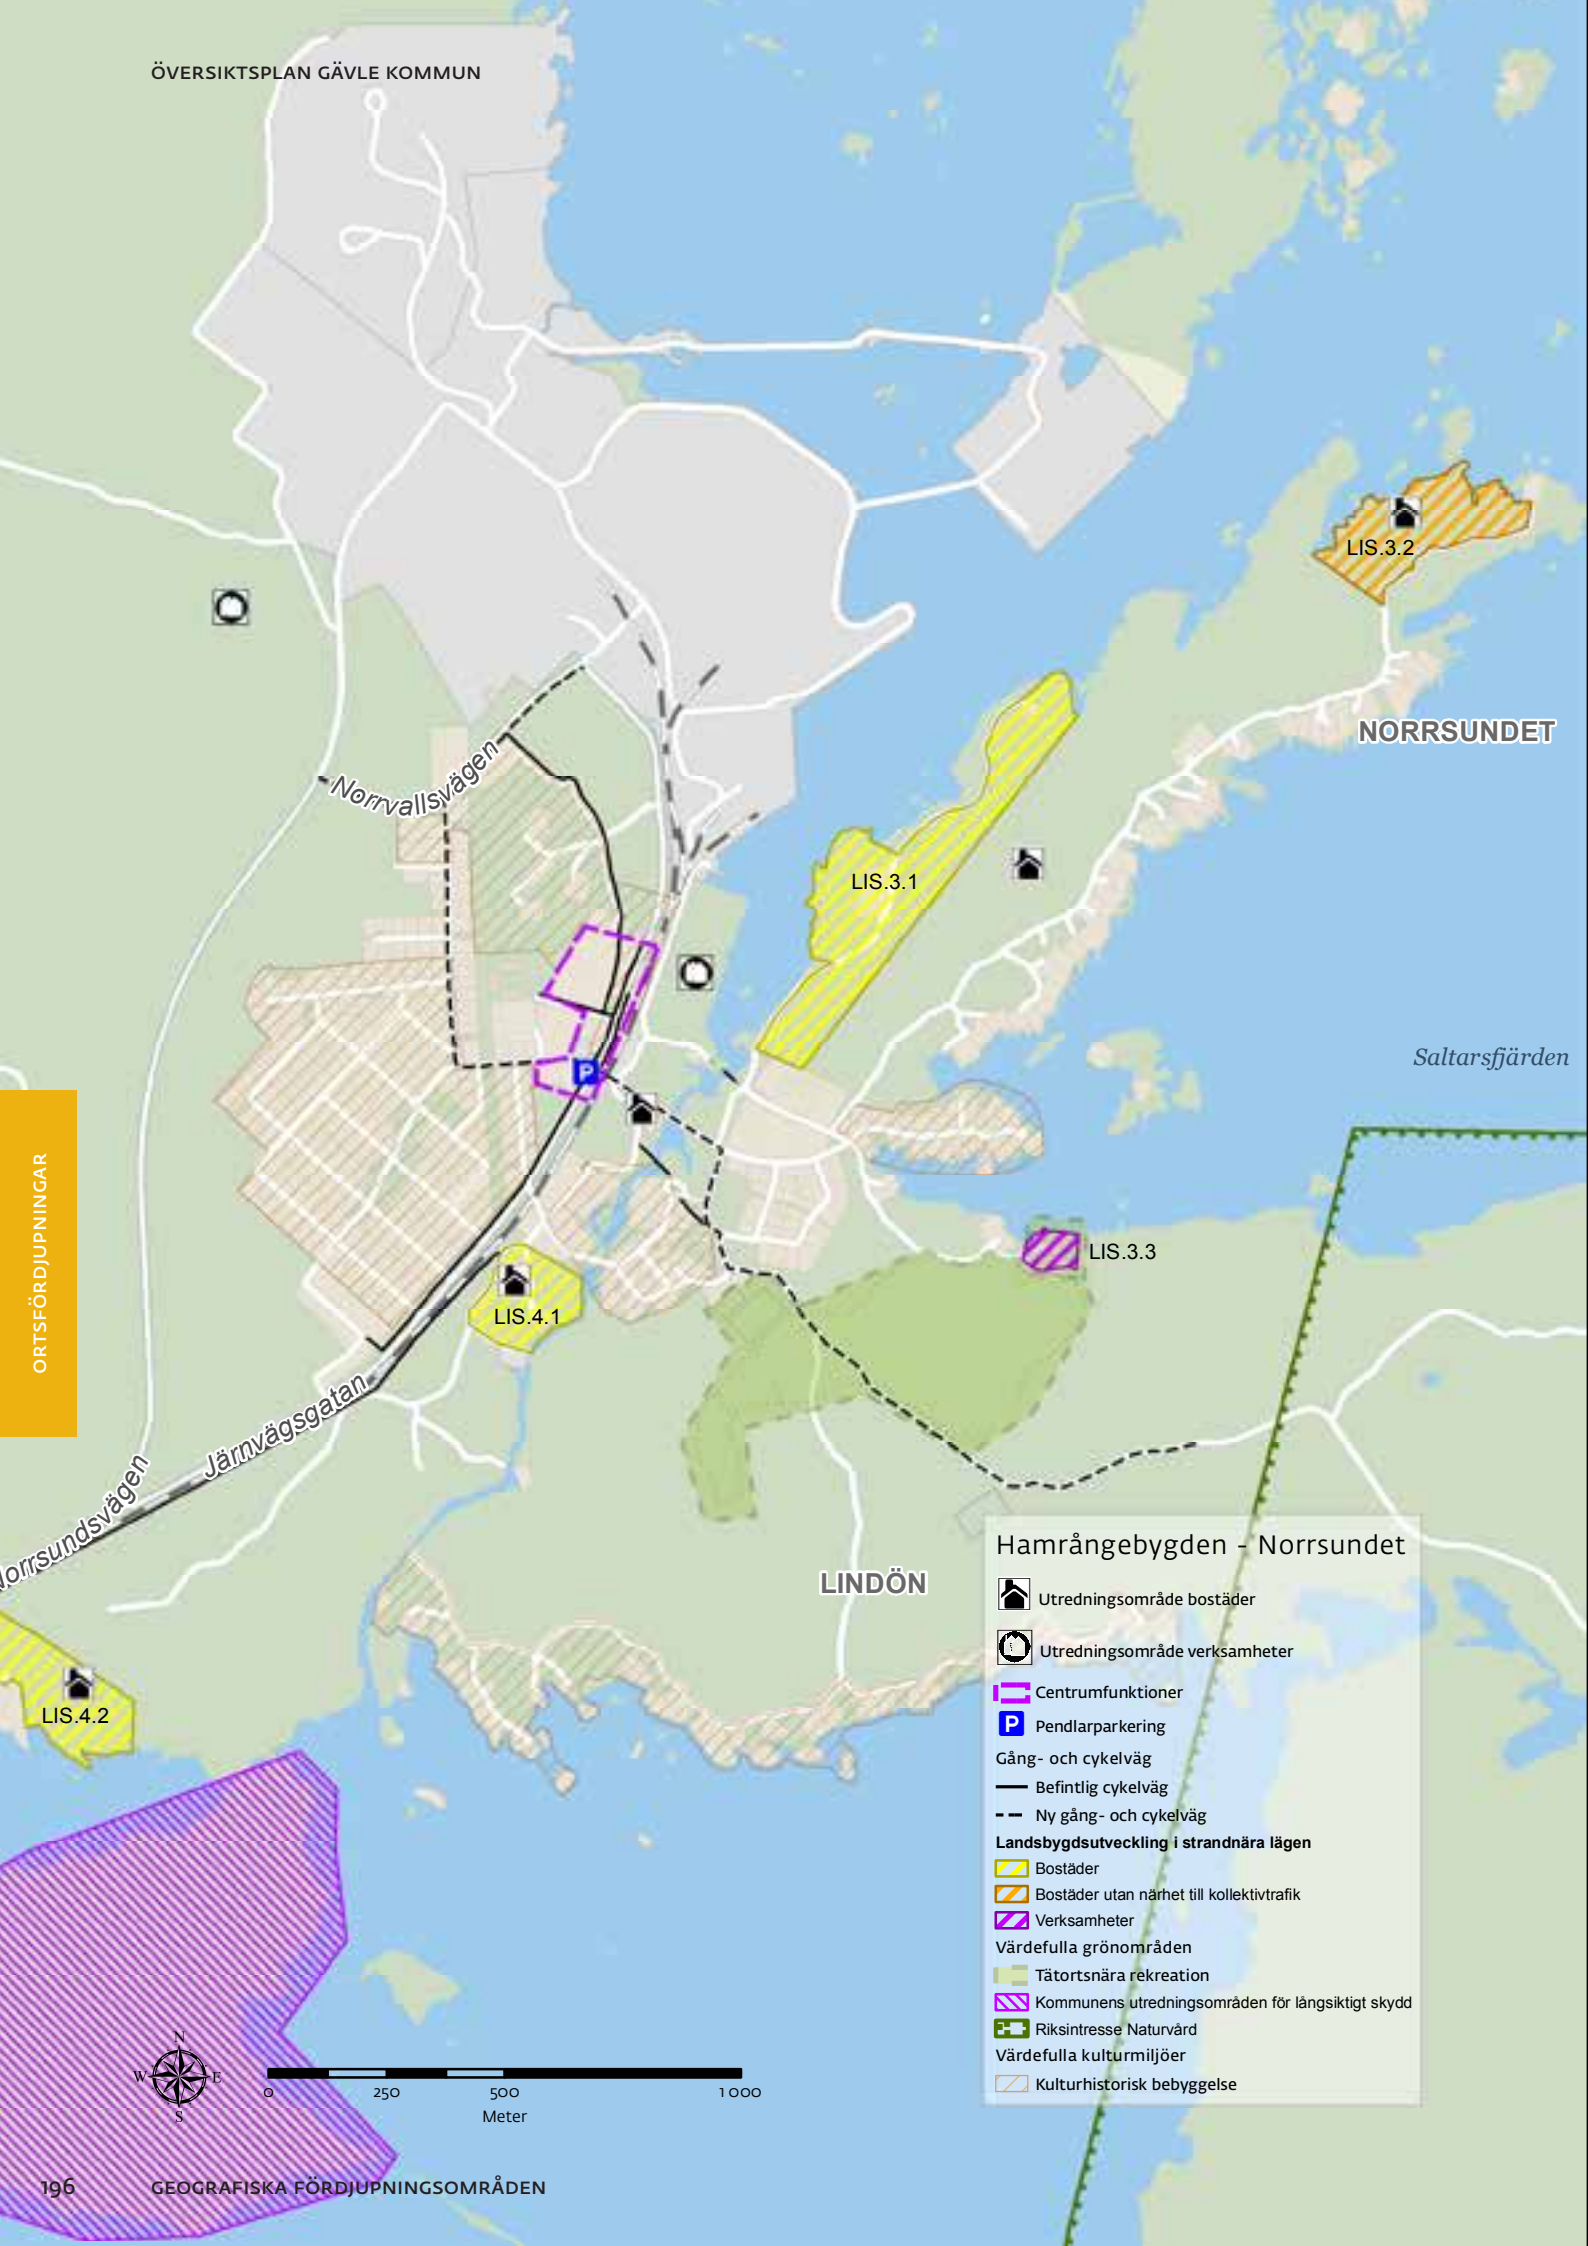 ÖVERSIKTSPLAN GÄVLE KOMMUN
LIS.3.2
NORRSUNDET
Norrvallsvägen
LIS.3.1
Saltarsfjärden
P
ORTSFÖRDJUPNINGAR
LIS.3.3
LIS.4.1
Järnvägsgatan
LINDÖN
LIS.4.2
Hamrångebygden - Norrsundet
Utredningsområde bostäder
Utredningsområde verksamheter
Centrumfunktioner
P Pendlarparkering
Gång- och cykelväg
Befintlig cykelväg
Ny gång- och cykelväg
Landsbygdsutveckling i strandnära lägen
Bostäder
Bostäder utan närhet till kollektivtrafik
Verksamheter
Värdefulla grönområden
Tätortsnära rekreation
Kommunens utredningsområden för långsiktigt skydd
Riksintresse Naturvård
Värdefulla kulturmiljöer
Kulturhistorisk bebyggelse
N
W E
S
0 250 500 1 000
Meter
196 GEOGRAFISKA FÖRDJUPNINGSOMRÅDEN